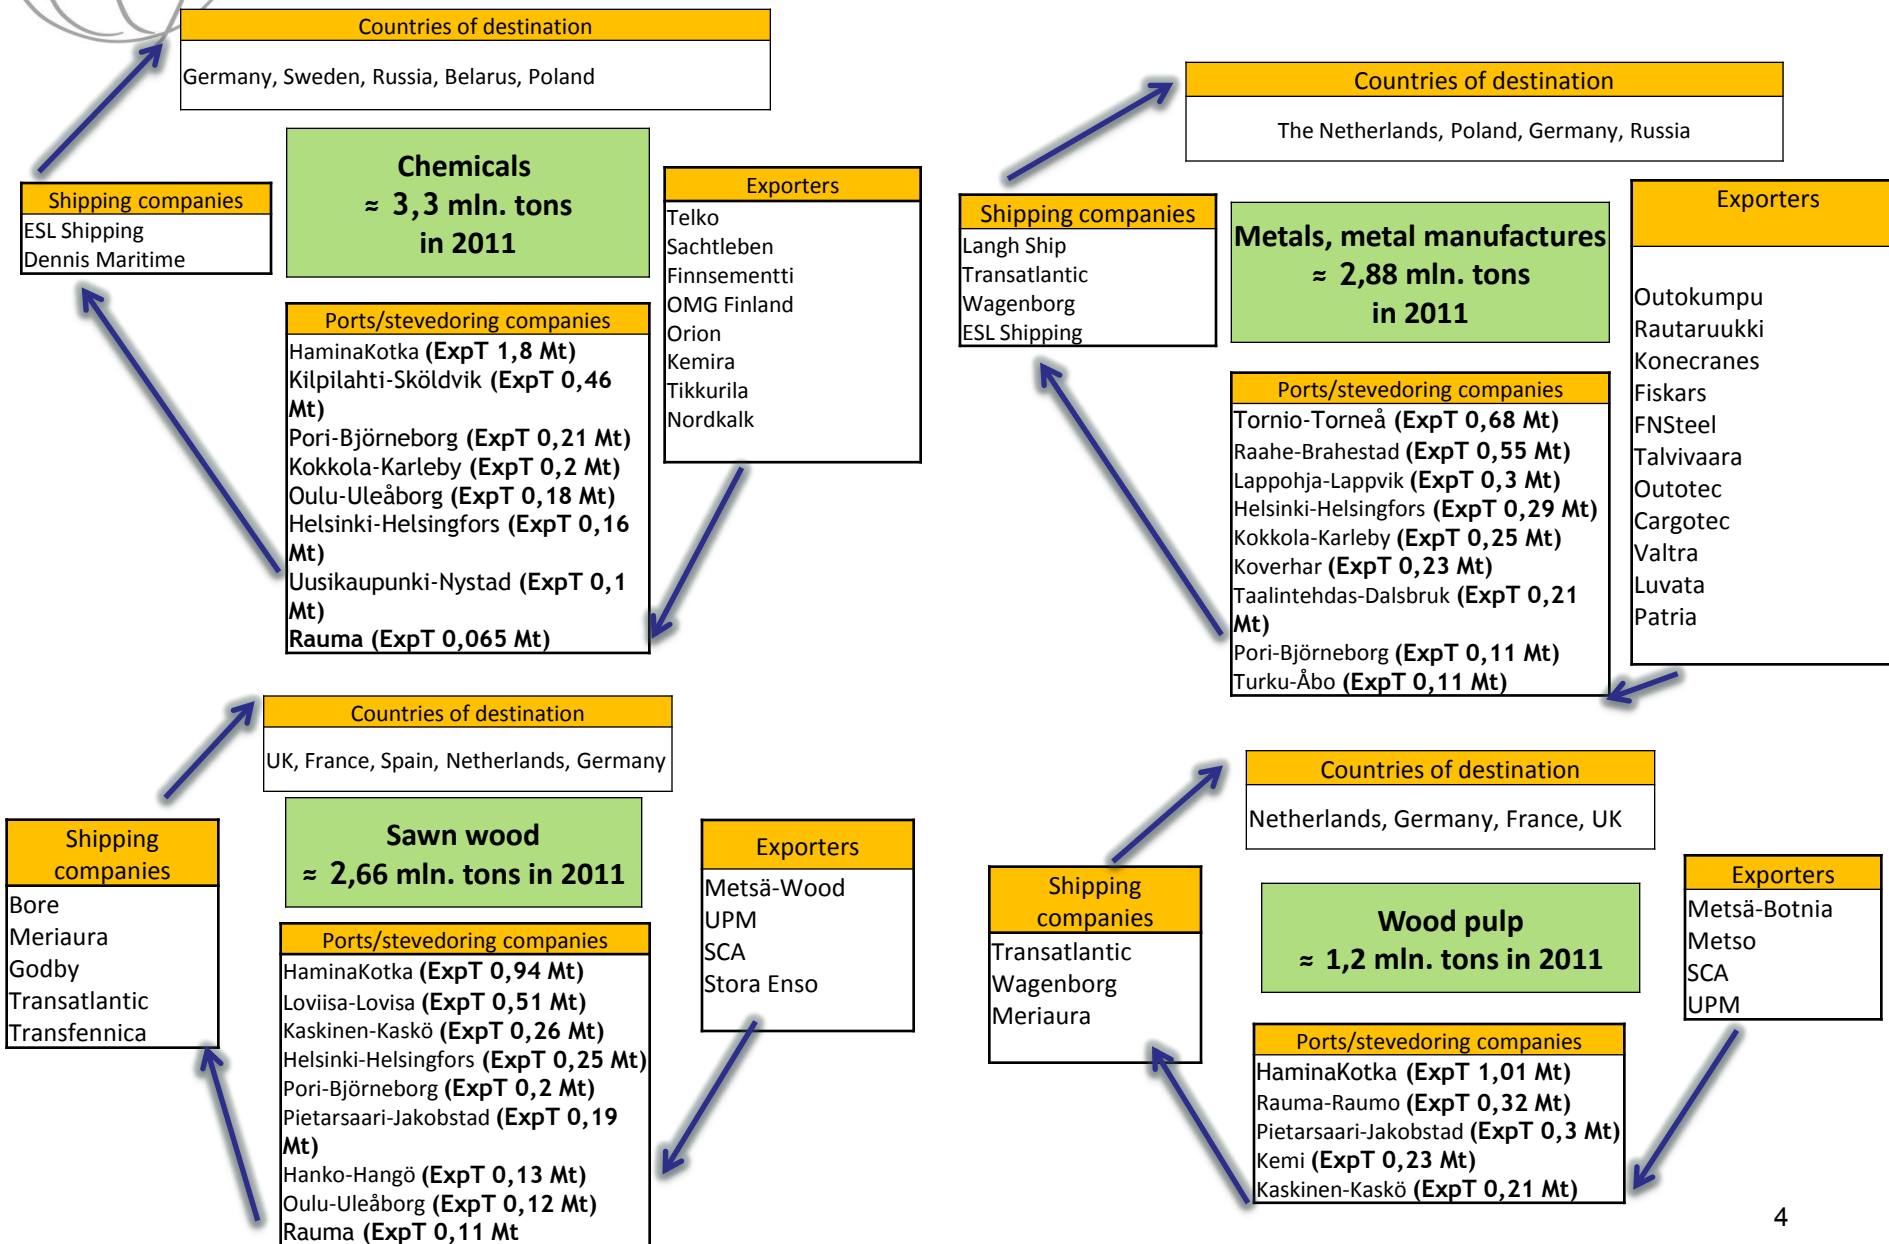 Countries of destination
Germany, Sweden, Russia, Belarus, Poland
Chemicals
≈ 3,3 mln. tons
in 2011
Shipping companies
ESL Shipping
Dennis Maritime
Exporters
Telko
Sachtleben
Finnsementti
OMG Finland
Orion
Kemira
Tikkurila
Nordkalk
Ports/stevedoring companies
HaminaKotka (ExpT 1,8 Mt)
Kilpilahti-Sköldvik (ExpT 0,46
Mt)
Pori-Björneborg (ExpT 0,21 Mt)
Kokkola-Karleby (ExpT 0,2 Mt)
Oulu-Uleåborg (ExpT 0,18 Mt)
Helsinki-Helsingfors (ExpT 0,16
Mt)
Uusikaupunki-Nystad (ExpT 0,1
Mt)
Rauma (ExpT 0,065 Mt)
Countries of destination
The Netherlands, Poland, Germany, Russia
Shipping companies
Langh Ship
Transatlantic
Wagenborg
ESL Shipping
Metals, metal manufactures
≈ 2,88 mln. tons
in 2011
Exporters
Outokumpu
Rautaruukki
Konecranes
Fiskars
FNSteel
Talvivaara
Outotec
Cargotec
Valtra
Luvata
Patria
Ports/stevedoring companies
Tornio-Torneå (ExpT 0,68 Mt)
Raahe-Brahestad (ExpT 0,55 Mt)
Lappohja-Lappvik (ExpT 0,3 Mt)
Helsinki-Helsingfors (ExpT 0,29 Mt)
Kokkola-Karleby (ExpT 0,25 Mt)
Koverhar (ExpT 0,23 Mt)
Taalintehdas-Dalsbruk (ExpT 0,21
Mt)
Pori-Björneborg (ExpT 0,11 Mt)
Turku-Åbo (ExpT 0,11 Mt)
Countries of destination
UK, France, Spain, Netherlands, Germany
Shipping
companies
Bore
Meriaura
Godby
Transatlantic
Transfennica
Sawn wood
≈ 2,66 mln. tons in 2011
Exporters
Metsä-Wood
UPM
SCA
Stora Enso
Ports/stevedoring companies
HaminaKotka (ExpT 0,94 Mt)
Loviisa-Lovisa (ExpT 0,51 Mt)
Kaskinen-Kaskö (ExpT 0,26 Mt)
Helsinki-Helsingfors (ExpT 0,25 Mt)
Pori-Björneborg (ExpT 0,2 Mt)
Pietarsaari-Jakobstad (ExpT 0,19
Mt)
Hanko-Hangö (ExpT 0,13 Mt)
Oulu-Uleåborg (ExpT 0,12 Mt)
Rauma (ExpT 0,11 Mt
Countries of destination
Netherlands, Germany, France, UK
Shipping
companies
Transatlantic
Wagenborg
Meriaura
Wood pulp
≈ 1,2 mln. tons in 2011
Exporters
Metsä-Botnia
Metso
SCA
UPM
Ports/stevedoring companies
HaminaKotka (ExpT 1,01 Mt)
Rauma-Raumo (ExpT 0,32 Mt)
Pietarsaari-Jakobstad (ExpT 0,3 Mt)
Kemi (ExpT 0,23 Mt)
Kaskinen-Kaskö (ExpT 0,21 Mt)
4